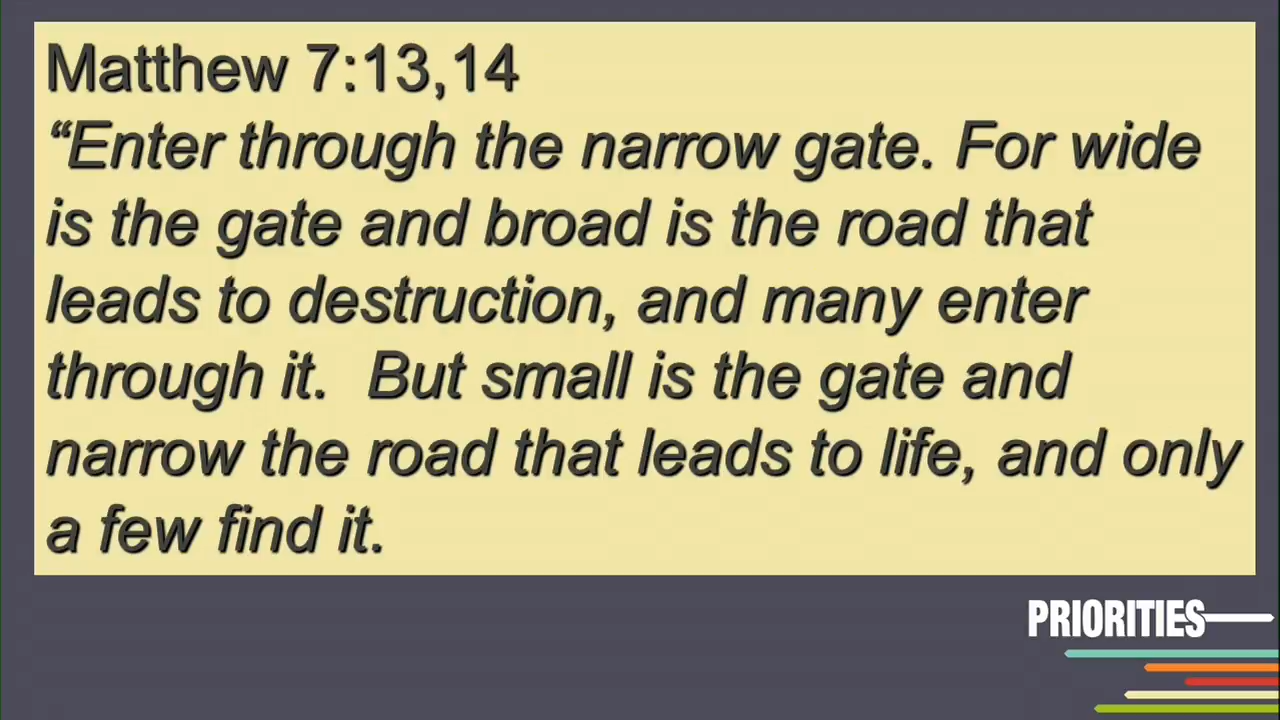 Matthew 7:13,14
“Enter through the narrow gate. For wide
is the gate and broad is the road that
leads to destruction, and many enter
through it.  But small is the gate and
narrow the road that leads to life, and only
a few find it.
PRIORITIES